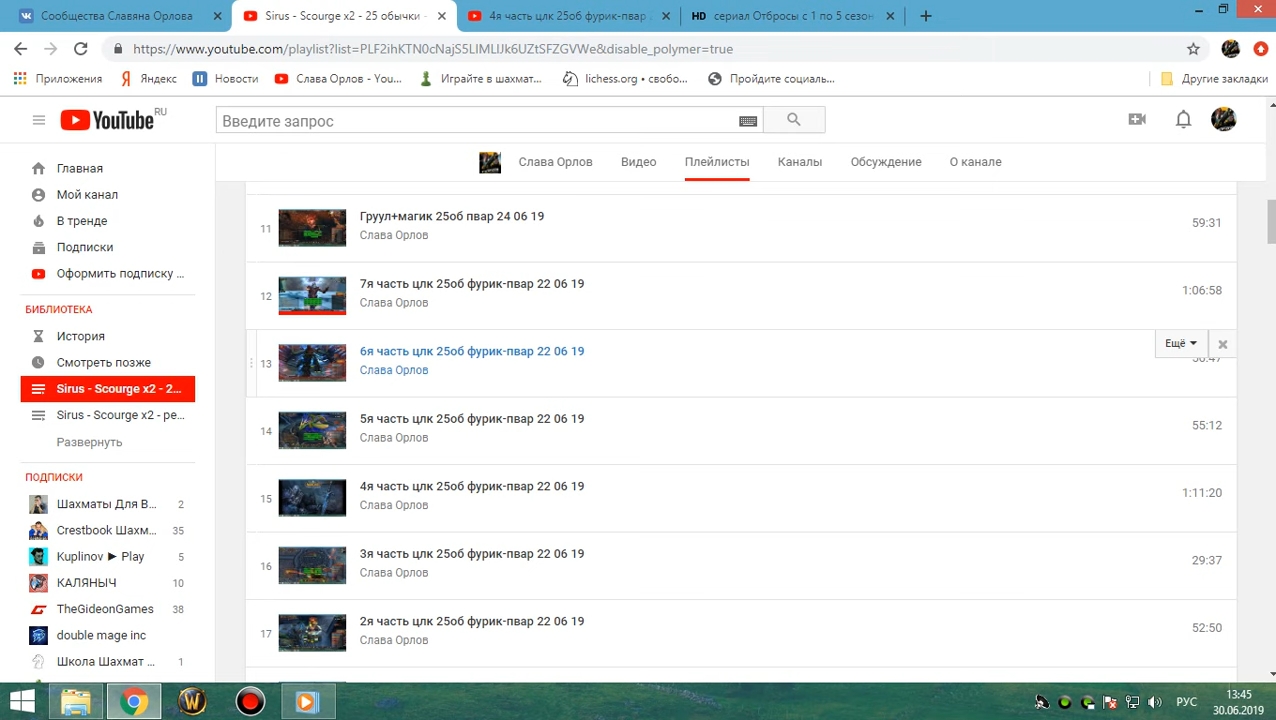 Сообщества Славяна Орлова
Sirus - Scourge x2 - 25 обычки -
4я часть цлк 25об фурик-пвар
HD сериал Отбросы с 1 по 5 сезон
https://www.youtube.com/playlist?list=PLF2ihKTN0cNajS5LlMLlJk6UZtSFZGVWe&disable_polymer=true
Приложения
Яндекс
Новости
Слава Орлов - You...
Играйте в шахмат...
lichess.org • свобо...
Пройдите социаль...
Другие закладки
YouTube RU
Введите запрос
Слава Орлов
Видео
Плейлисты
Каналы
Обсуждение
О канале
Главная
Мой канал
В тренде
Подписки
Оформить подписку ...
БИБЛИОТЕКА
История
Смотреть позже
Sirus - Scourge x2 - 2...
Sirus - Scourge x2 - ре...
Развернуть
ПОДПИСКИ
Шахматы Для В... 2
Crestbook Шахм... 35
Kuplinov ► Play 5
КАЛЯНЫЧ 10
TheGideonGames 38
double mage inc
Школа Шахмат ... 1
11 Груул+магик 25об пвар 24 06 19 59:31
Слава Орлов
12 7я часть цлк 25об фурик-пвар 22 06 19 1:06:58
Слава Орлов
13 6я часть цлк 25об фурик-пвар 22 06 19 Ещё
Слава Орлов
14 5я часть цлк 25об фурик-пвар 22 06 19 55:12
Слава Орлов
15 4я часть цлк 25об фурик-пвар 22 06 19 1:11:20
Слава Орлов
16 3я часть цлк 25об фурик-пвар 22 06 19 29:37
Слава Орлов
17 2я часть цлк 25об фурик-пвар 22 06 19 52:50
Слава Орлов
РУС
13:45
30.06.2019